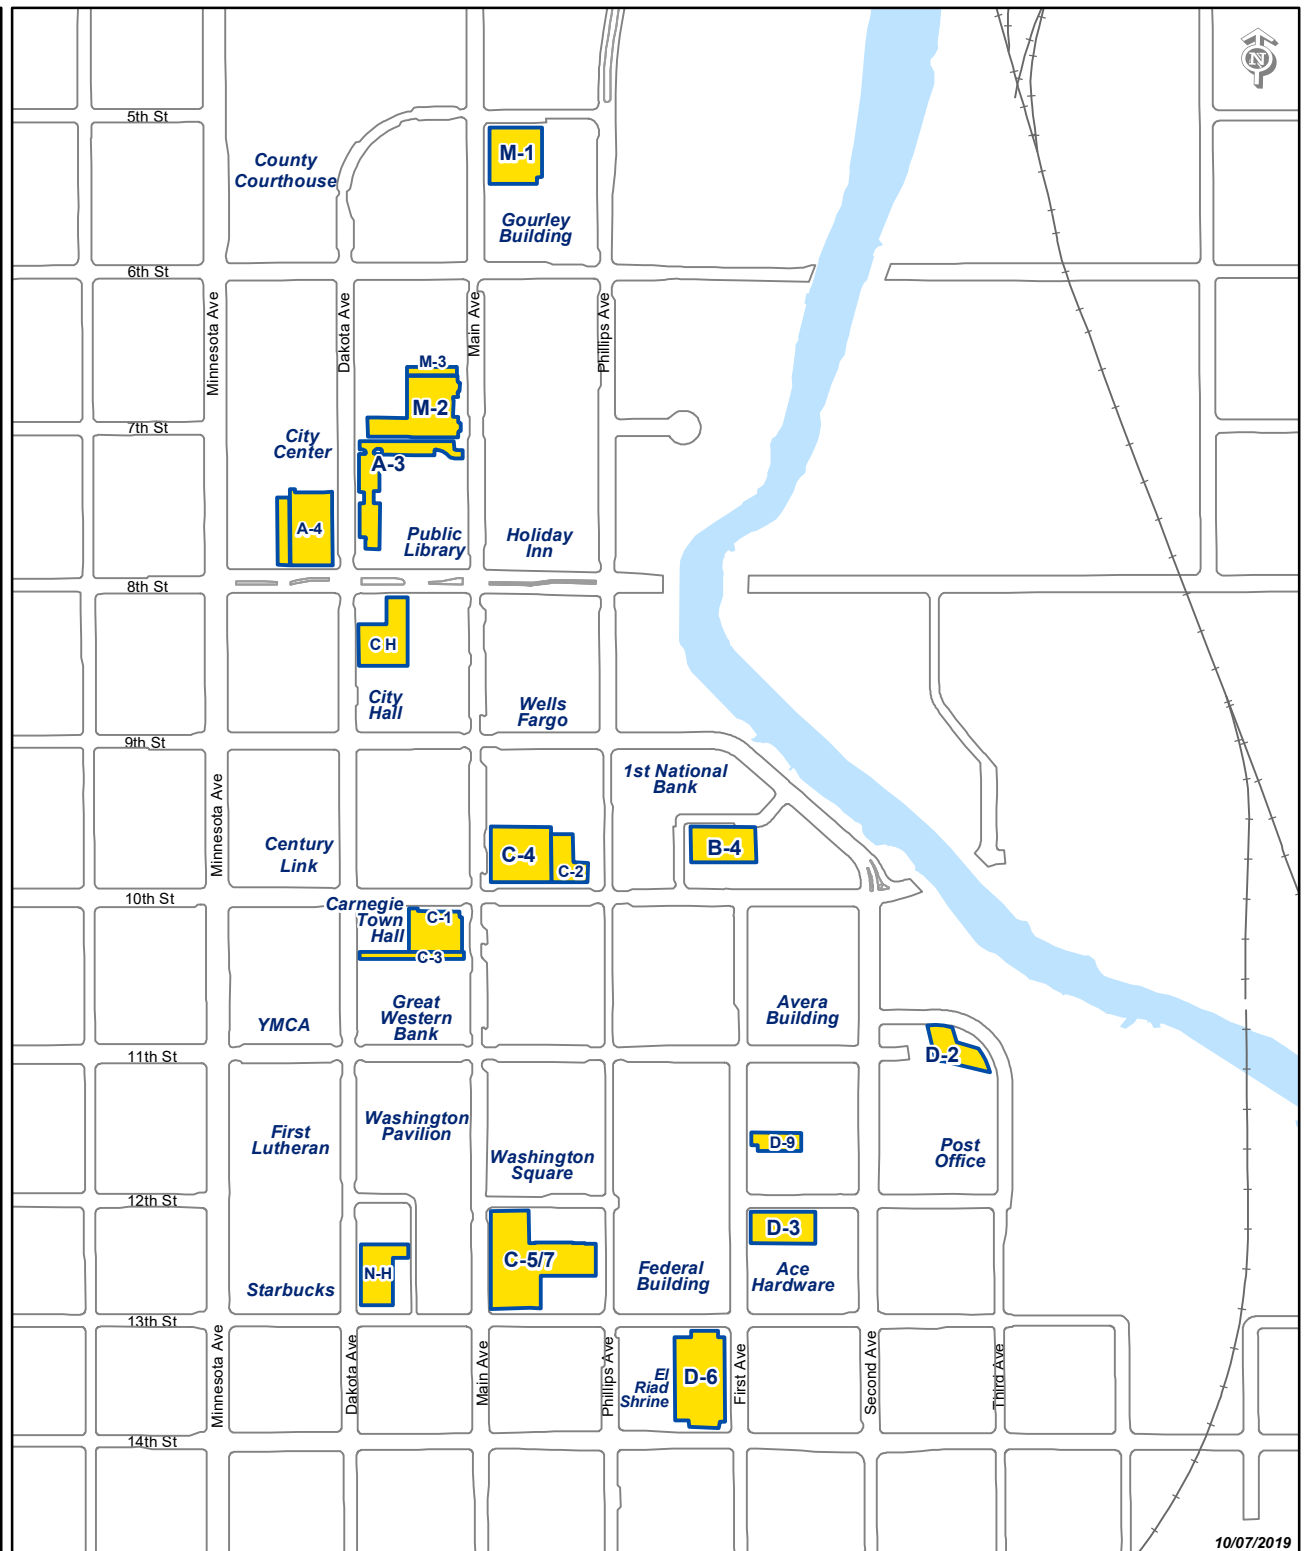 N
5th St
M-1
County
Courthouse
Gourley
Building
6th St
Minnesota Ave
Dakota Ave
Main Ave
Phillips Ave
M-3
M-2
7th St
City
Center
A-3
A-4
Public
Library
Holiday
Inn
8th St
C H
City
Hall
Wells
Fargo
9th St
1st National
Bank
Minnesota Ave
Century
Link
C-4
C-2
B-4
10th St
Carnegie
Town
Hall
C-1
C-3
YMCA
Great
Western
Bank
Avera
Building
11th St
D-2
First
Lutheran
Washington
Pavilion
Washington
Square
D-9
Post
Office
12th St
D-3
C-5/7
N-H
Starbucks
Federal
Building
Ace
Hardware
13th St
Minnesota Ave
Dakota Ave
Main Ave
Phillips Ave
El
Riad
Shrine
D-6
First Ave
Second Ave
Third Ave
14th St
10/07/2019